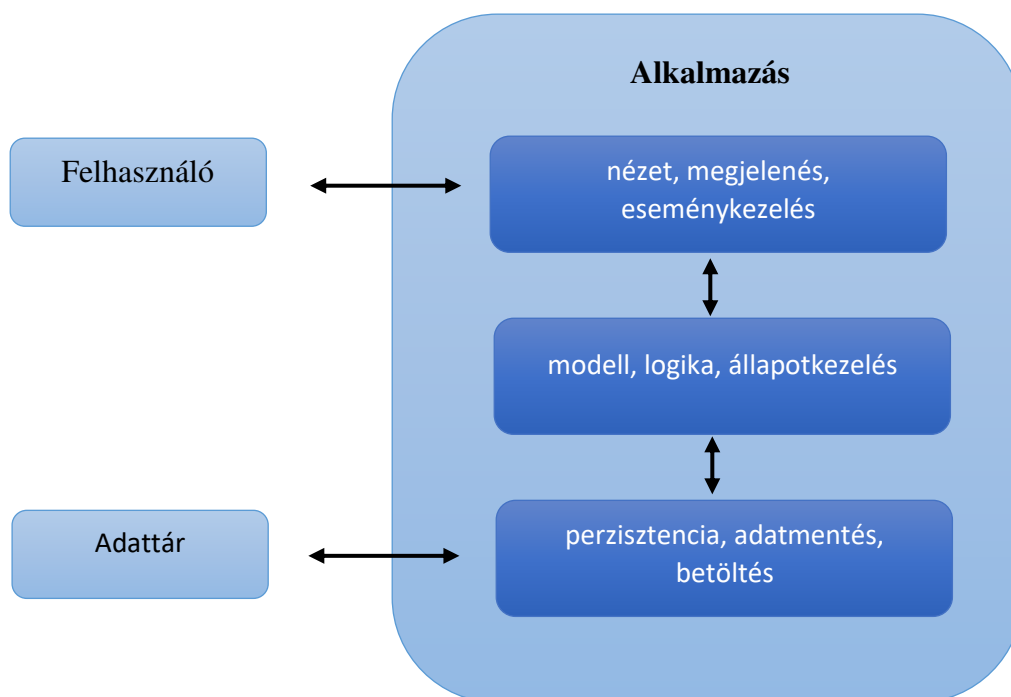 Alkalmazás
Felhasználó
nézet, megjelenés,
eseménykezelés
modell, logika, állapotkezelés
Adattár
perzisztencia, adatmentés,
betöltés